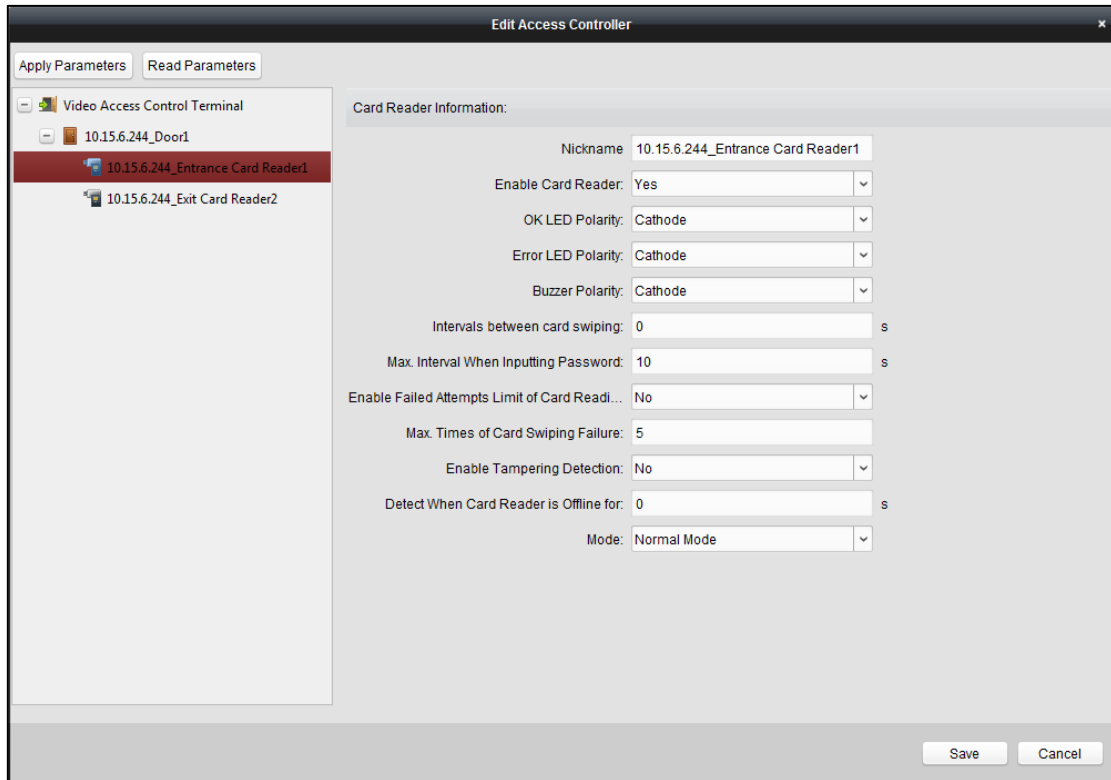 Edit Access Controller ×
Apply Parameters Read Parameters
Video Access Control Terminal
10.15.6.244_Door1
10.15.6.244_Entrance Card Reader1
10.15.6.244_Exit Card Reader2
Card Reader Information:
Nickname 10.15.6.244_Entrance Card Reader1
Enable Card Reader: Yes
OK LED Polarity: Cathode
Error LED Polarity: Cathode
Buzzer Polarity: Cathode
Intervals between card swiping: 0 s
Max. Interval When Inputting Password: 10 s
Enable Failed Attempts Limit of Card Readi... No
Max. Times of Card Swiping Failure: 5
Enable Tampering Detection: No
Detect When Card Reader is Offline for: 0 s
Mode: Normal Mode
Save Cancel